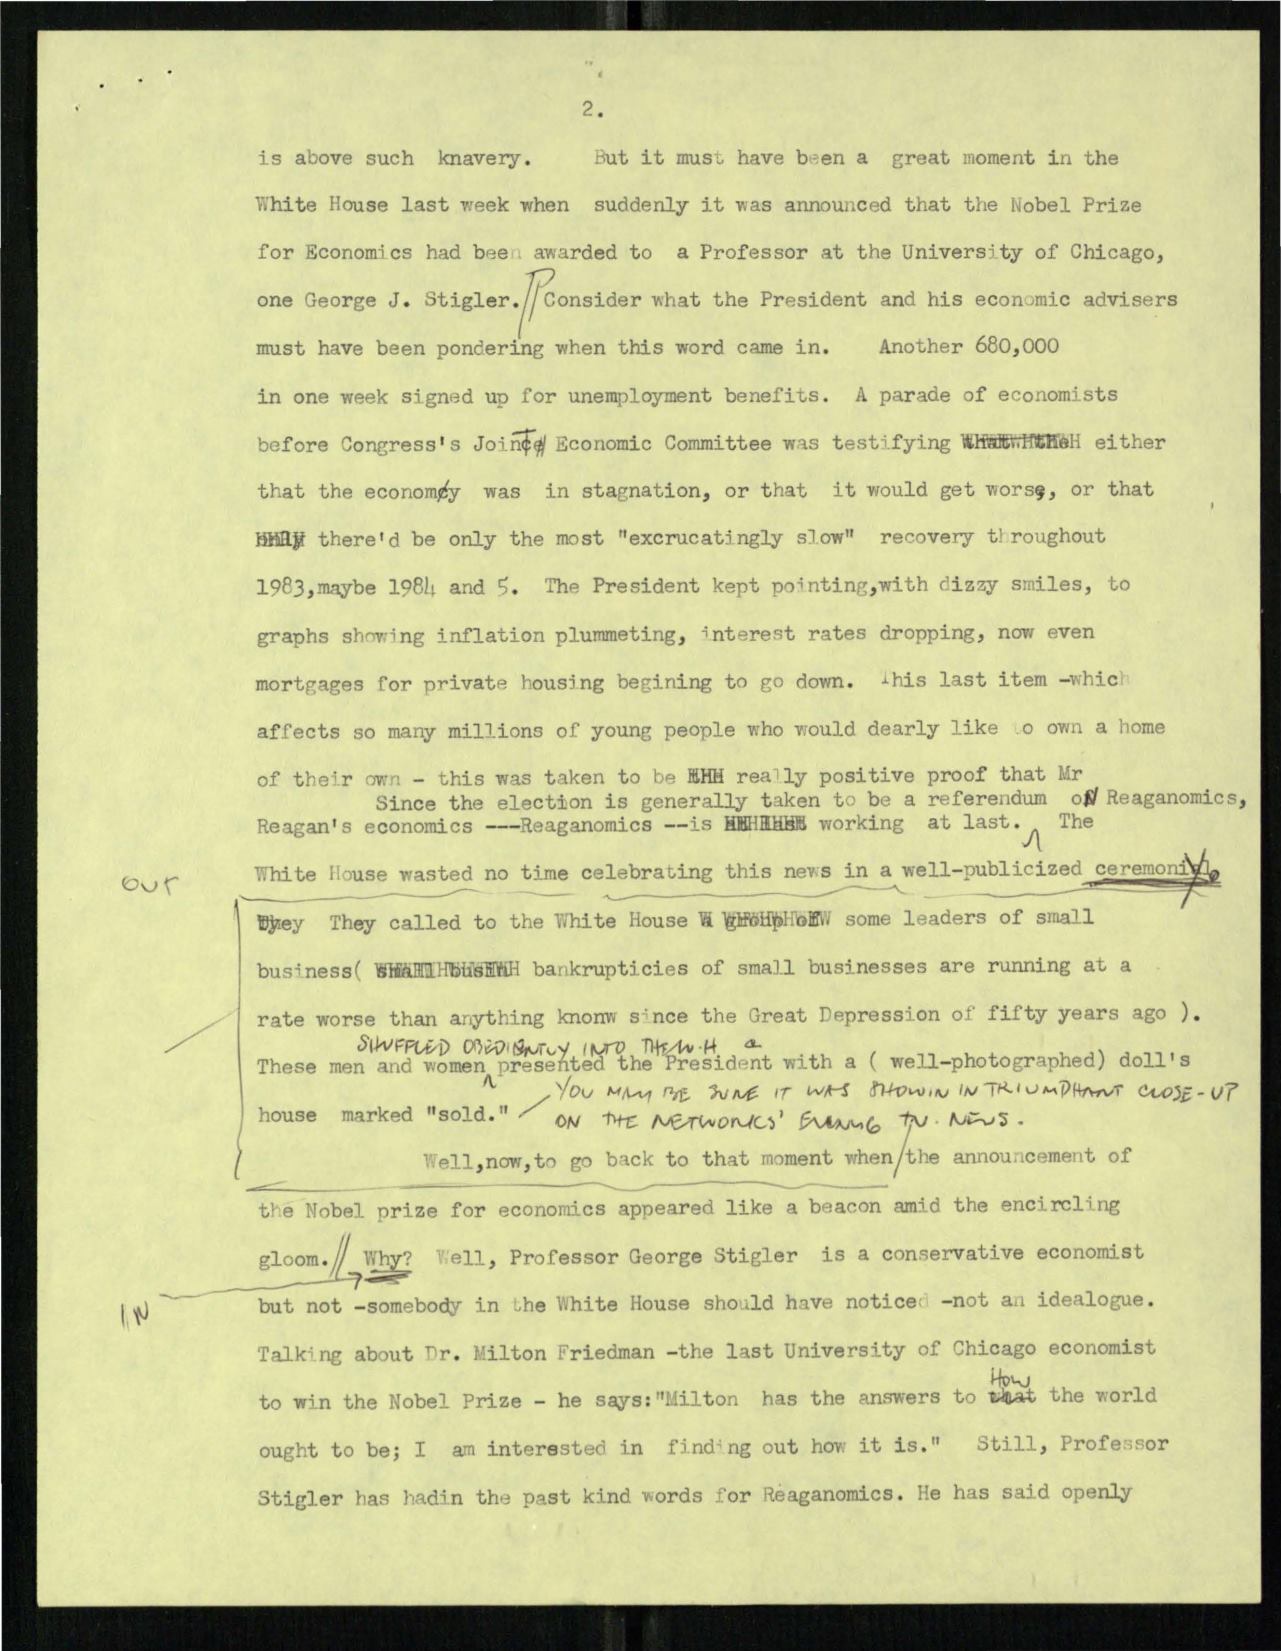 2.
is above such knavery. But it must have been a great moment in the
White House last week when suddenly it was announced that the Nobel Prize
for Economics had been awarded to a Professor at the University of Chicago,
one George J. Stigler. // Consider what the President and his economic advisers
must have been pondering when this word came in. Another 680,000
in one week signed up for unemployment benefits. A parade of economists
before Congress's Joint Economic Committee was testifying either
that the economy was in stagnation, or that it would get worse, or that
there'd be only the most "excrucatingly slow" recovery throughout
1983,maybe 1984 and 5. The President kept pointing,with dizzy smiles, to
graphs showing inflation plummeting, interest rates dropping, now even
mortgages for private housing begining to go down. This last item -which
affects so many millions of young people who would dearly like to own a home
of their own - this was taken to be really positive proof that Mr
Since the election is generally taken to be a referendum oN Reaganomics,
Reagan's economics ---Reaganomics --is working at last. The
OUT
White House wasted no time celebrating this news in a well-publicized ceremony.
They called to the White House some leaders of small
business( bankrupticies of small businesses are running at a
rate worse than anything knonw since the Great Depression of fifty years ago ).
SHUFFLED OBEDIENTLY INTO THE W.H &
These men and women presented the President with a ( well-photographed) doll's
YOU MAY BE SURE IT WAS SHOWIN IN TRIUMPHANT CLOSE-UP
house marked "sold."
ON THE NETWORKS' EVENING TV. NEWS.
Well,now,to go back to that moment when/the announcement of
the Nobel prize for economics appeared like a beacon amid the encircling
gloom. // Why? Well, Professor George Stigler is a conservative economist
IN
but not -somebody in the White House should have noticed -not an idealogue.
Talking about Dr. Milton Friedman -the last University of Chicago economist
How
to win the Nobel Prize - he says:"Milton has the answers to what the world
ought to be; I am interested in finding out how it is." Still, Professor
Stigler has hadin the past kind words for Reaganomics. He has said openly